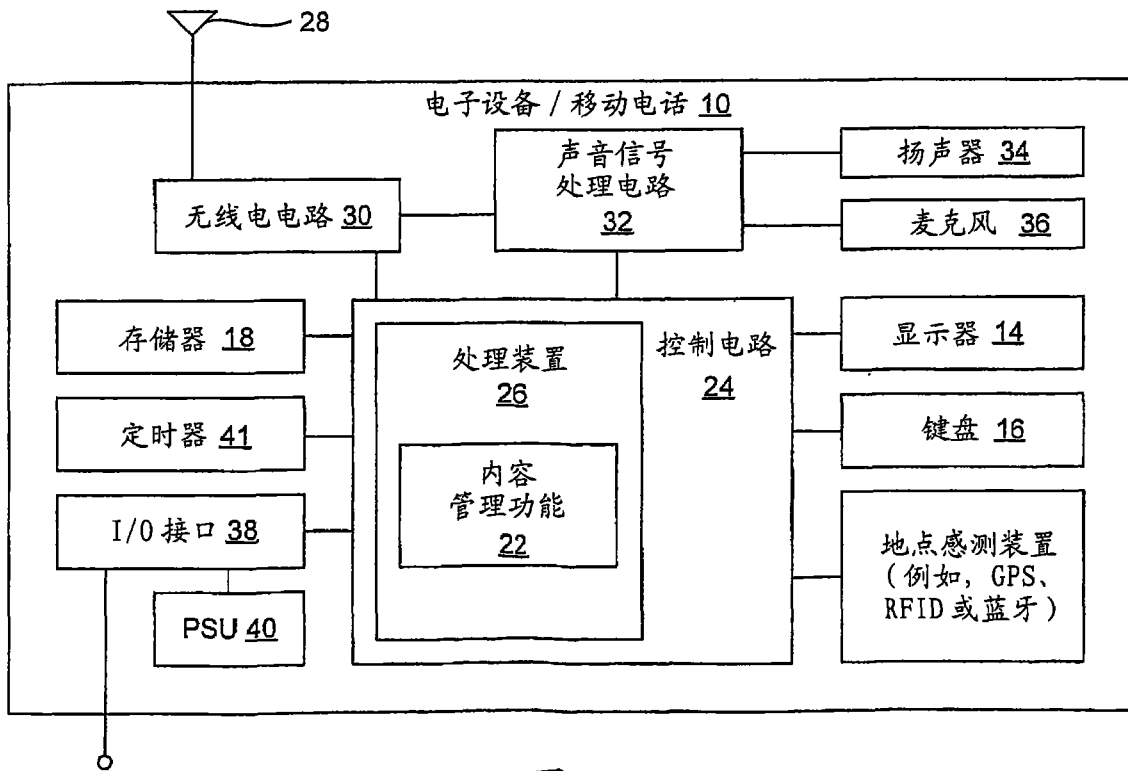 28
电子设备/移动电话 10
声音信号
处理电路
32
扬声器 34
无线电电路 30
麦克风 36
存储器 18
处理装置
26
控制电路
24
显示器 14
定时器 41
键盘 16
内容
管理功能
22
I/O 接口 38
地点感测装置
(例如, GPS、
RFID 或蓝牙)
PSU 40